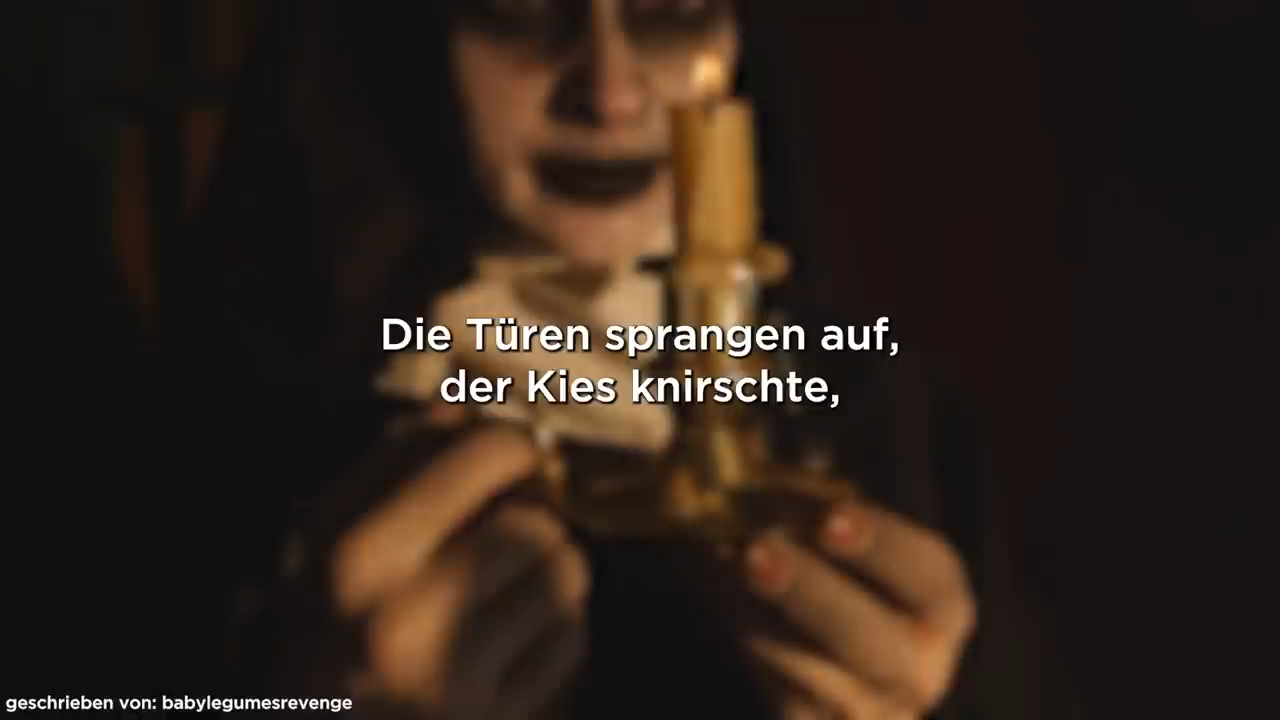 Die Türen sprangen auf,
der Kies knirschte,
geschrieben von: babylegumesrevenge